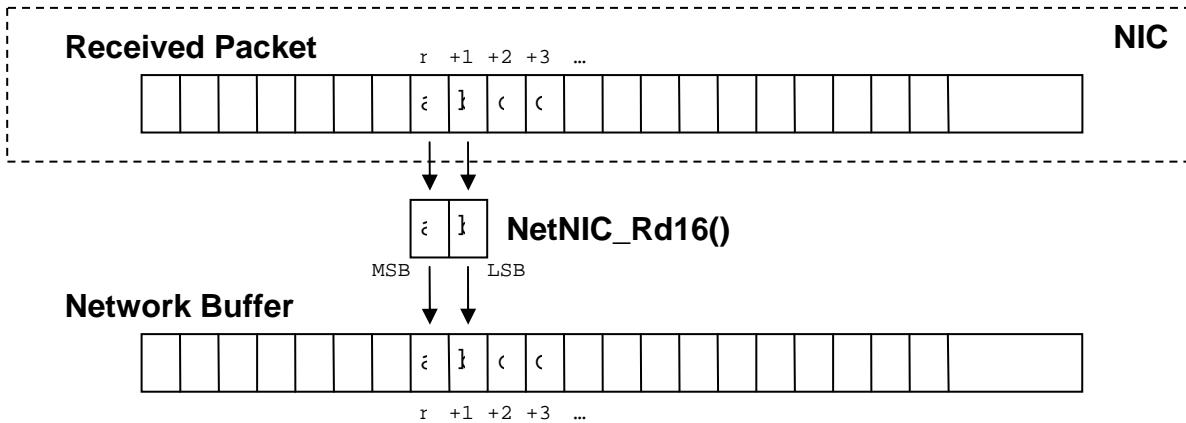 NIC
Received Packet
r +1 +2 +3 …
NetNIC_Rd16()
MSB LSB
Network Buffer
r +1 +2 +3 …